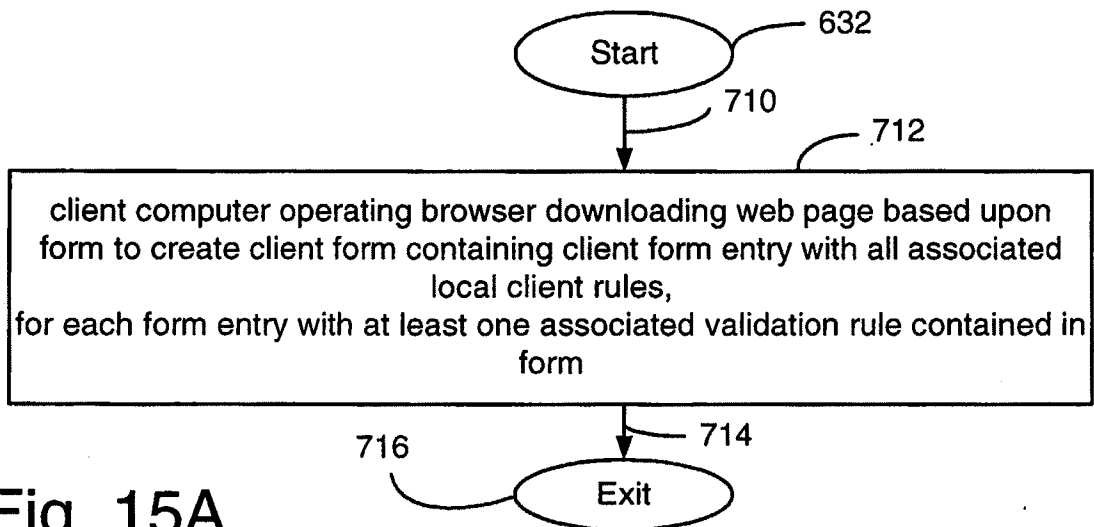 Start
632
710
712
client computer operating browser downloading web page based upon
form to create client form containing client form entry with all associated
local client rules,
for each form entry with at least one associated validation rule contained in
form
716
714
Exit
Fig. 15A